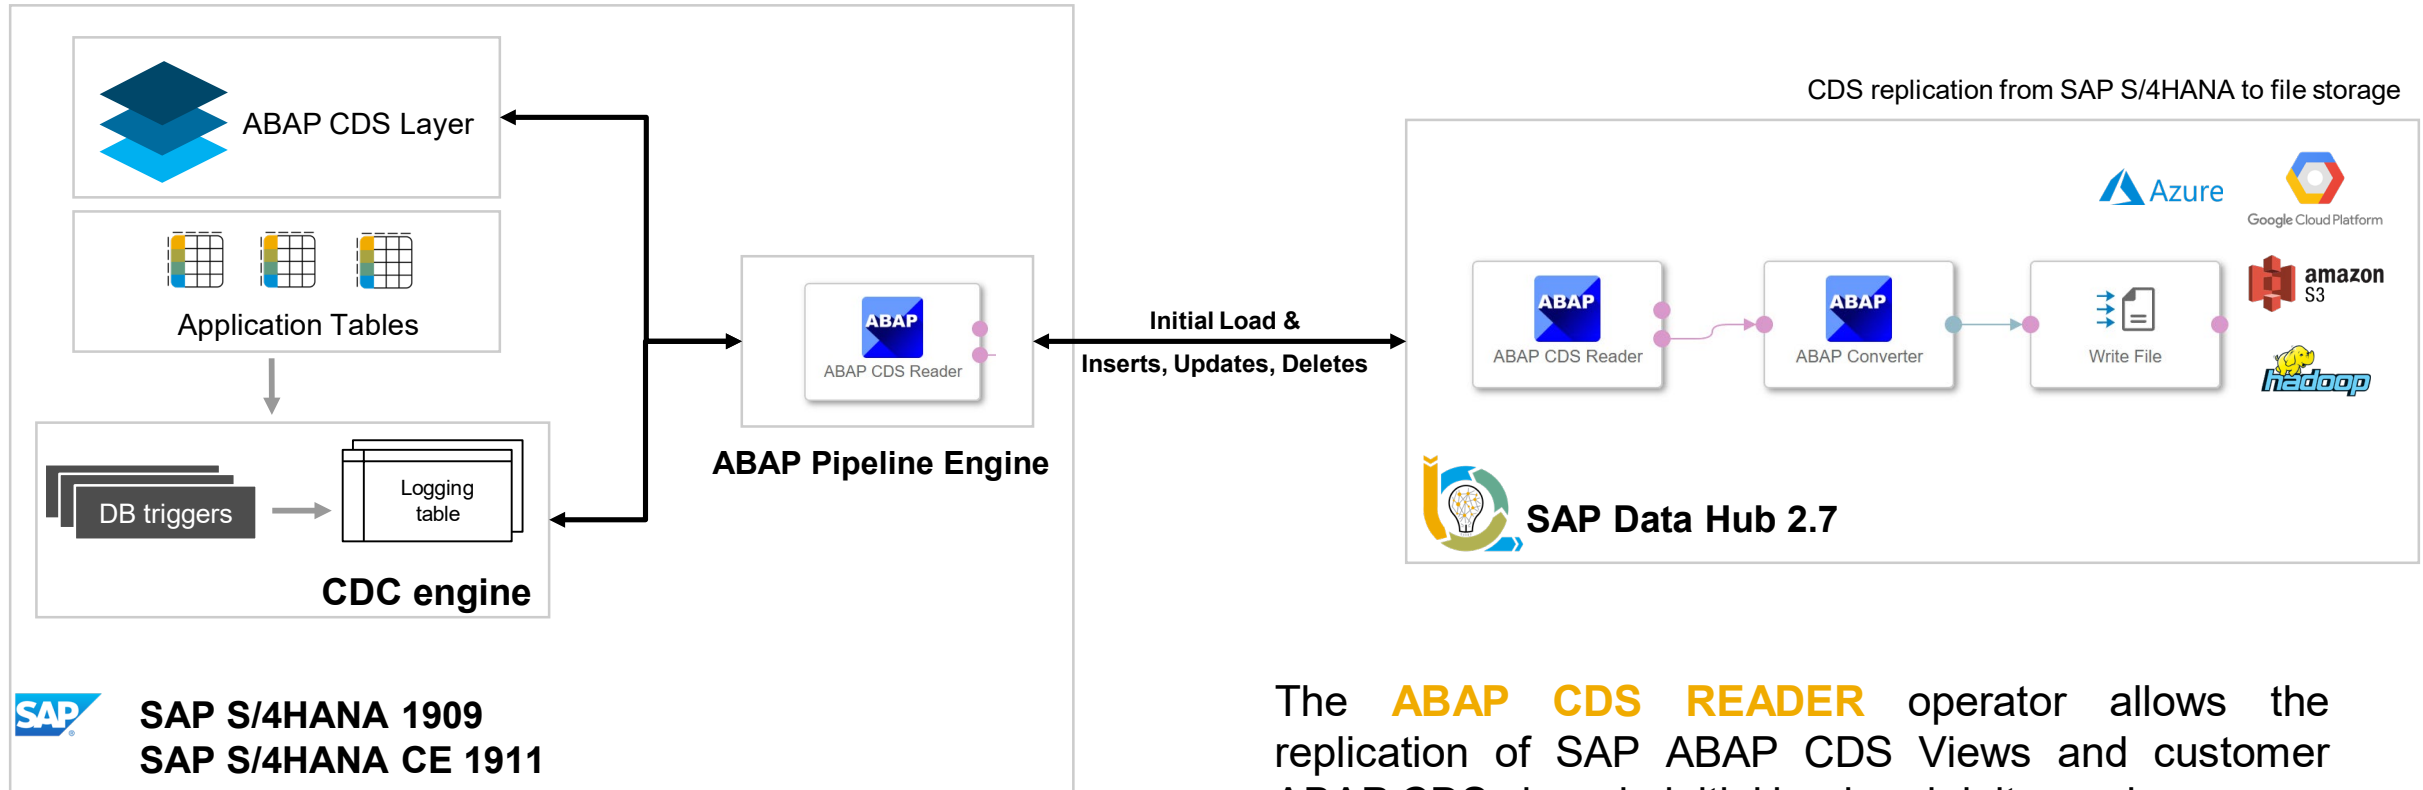 ABAP CDS Layer
Application Tables
DB triggers
Logging
table
CDC engine
SAP
®
SAP S/4HANA 1909
SAP S/4HANA CE 1911
ABAP
ABAP CDS Reader
ABAP Pipeline Engine
Initial Load &
Inserts, Updates, Deletes
CDS replication from SAP S/4HANA to file storage
Azure
Google Cloud Platform
amazon
S3
hadoop
ABAP
ABAP CDS Reader
ABAP
ABAP Converter
Write File
SAP Data Hub 2.7
The ABAP CDS READER operator allows the
replication of SAP ABAP CDS Views and customer